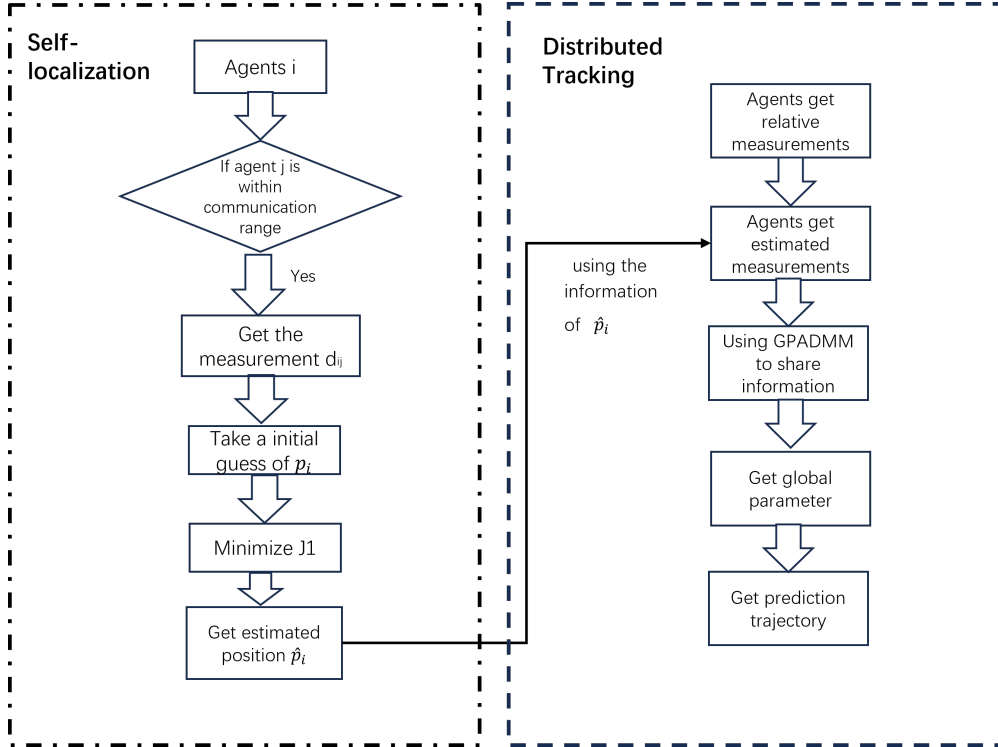 Self-
localization
Agents i
If agent j is
within
communication
range
Yes
Get the
measurement dᵢⱼ
Take a initial
guess of 𝑝ᵢ
Minimize J1
Get estimated
position 𝑝̂ᵢ
Distributed
Tracking
Agents get
relative
measurements
Agents get
estimated
measurements
using the
information
of 𝑝̂ᵢ
Using GPADMM
to share
information
Get global
parameter
Get prediction
trajectory